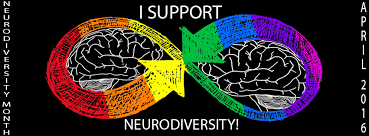 NEURODIVERSITY MONTH
I SUPPORT
NEURODIVERSITY!
APRIL 2016